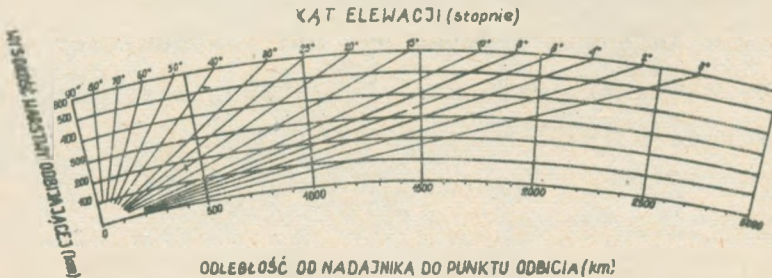 KĄT ELEWACJI (stopnie)
90° 80° 70° 60° 50° 40° 30° 25° 20° 15° 10° 8° 6° 4° 2° 0°
600
500
400
300
200
100
WYSOKOŚĆ WARSTWY ODBIJAJĄCEJ (km)
0 500 1000 1500 2000 2500 3000
ODLEGŁOŚĆ OD NADAJNIKA DO PUNKTU ODBICIA (km)